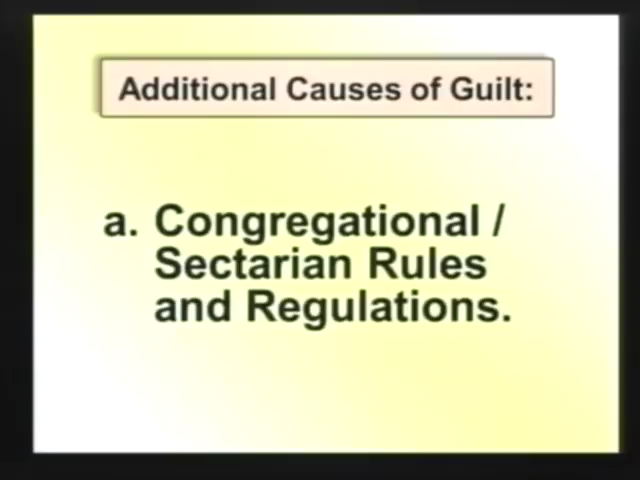 Additional Causes of Guilt:
a. Congregational /
Sectarian Rules
and Regulations.